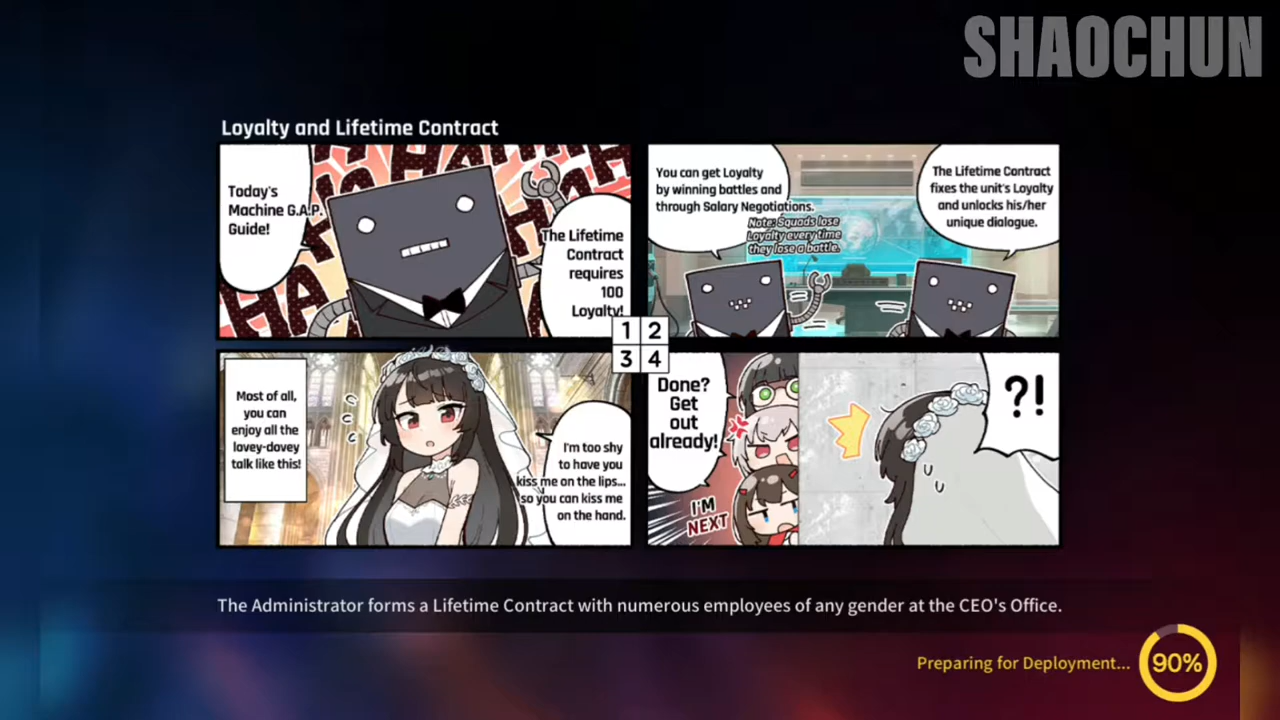 SHAOCHUN
Loyalty and Lifetime Contract
Today's
Machine G.A.P.
Guide!
HA HA HA HA HA
The Lifetime
Contract
requires
100
Loyalty!
You can get Loyalty
by winning battles and
through Salary Negotiations.
Note: Squads lose
Loyalty every time
they lose a battle.
The Lifetime Contract
fixes the unit's Loyalty
and unlocks his/her
unique dialogue.
1 2
3 4
Most of all,
you can
enjoy all the
lovey-dovey
talk like this!
I'm too shy
to have you
kiss me on the lips...
so you can kiss me
on the hand.
Done?
Get
out
already!
I'M
NEXT
?!
The Administrator forms a Lifetime Contract with numerous employees of any gender at the CEO's Office.
Preparing for Deployment...
90%